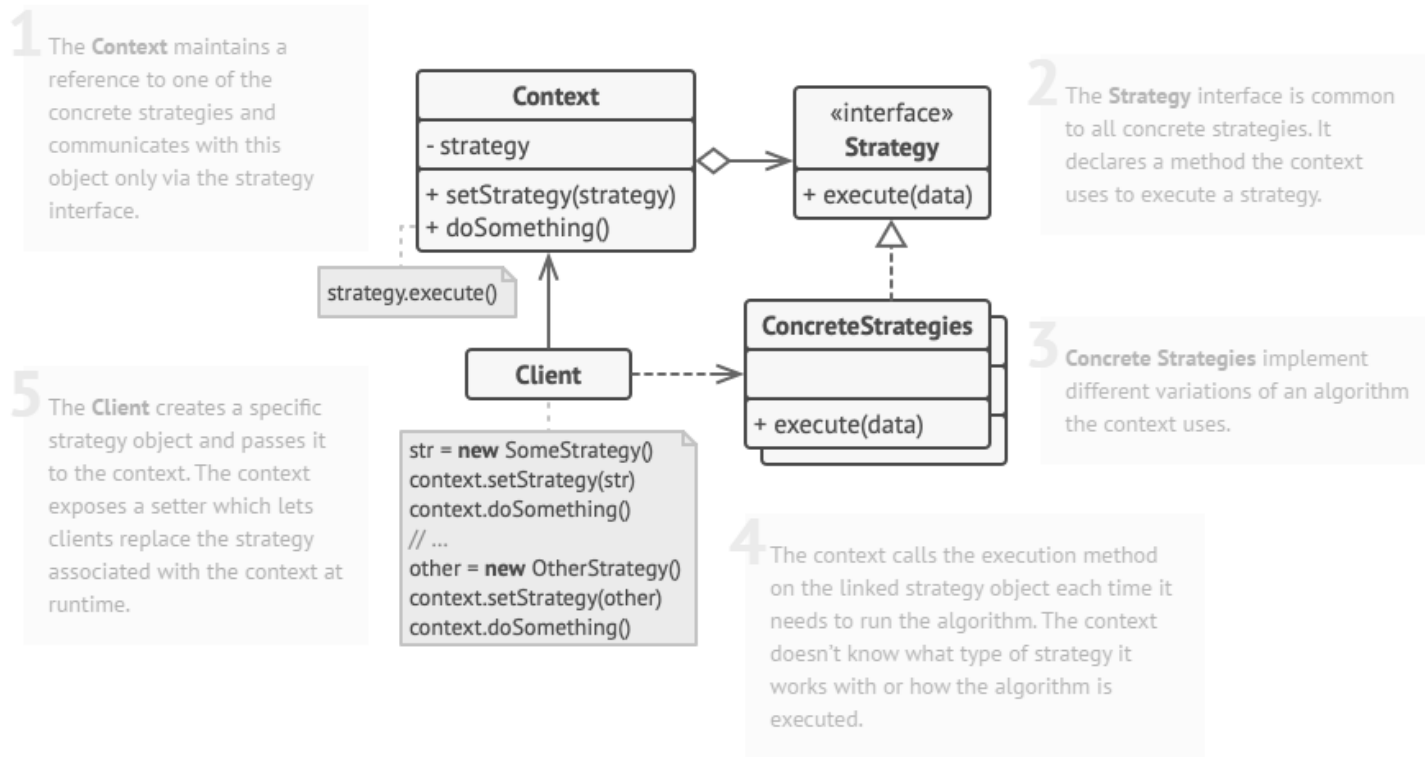 1
The Context maintains a
reference to one of the
concrete strategies and
communicates with this
object only via the strategy
interface.
Context
- strategy
+ setStrategy(strategy)
+ doSomething()
strategy.execute()
«interface»
Strategy
+ execute(data)
2
The Strategy interface is common
to all concrete strategies. It
declares a method the context
uses to execute a strategy.
ConcreteStrategies
+ execute(data)
3
Concrete Strategies implement
different variations of an algorithm
the context uses.
Client
5
The Client creates a specific
strategy object and passes it
to the context. The context
exposes a setter which lets
clients replace the strategy
associated with the context at
runtime.
str = new SomeStrategy()
context.setStrategy(str)
context.doSomething()
// ...
other = new OtherStrategy()
context.setStrategy(other)
context.doSomething()
4
The context calls the execution method
on the linked strategy object each time it
needs to run the algorithm. The context
doesn't know what type of strategy it
works with or how the algorithm is
executed.